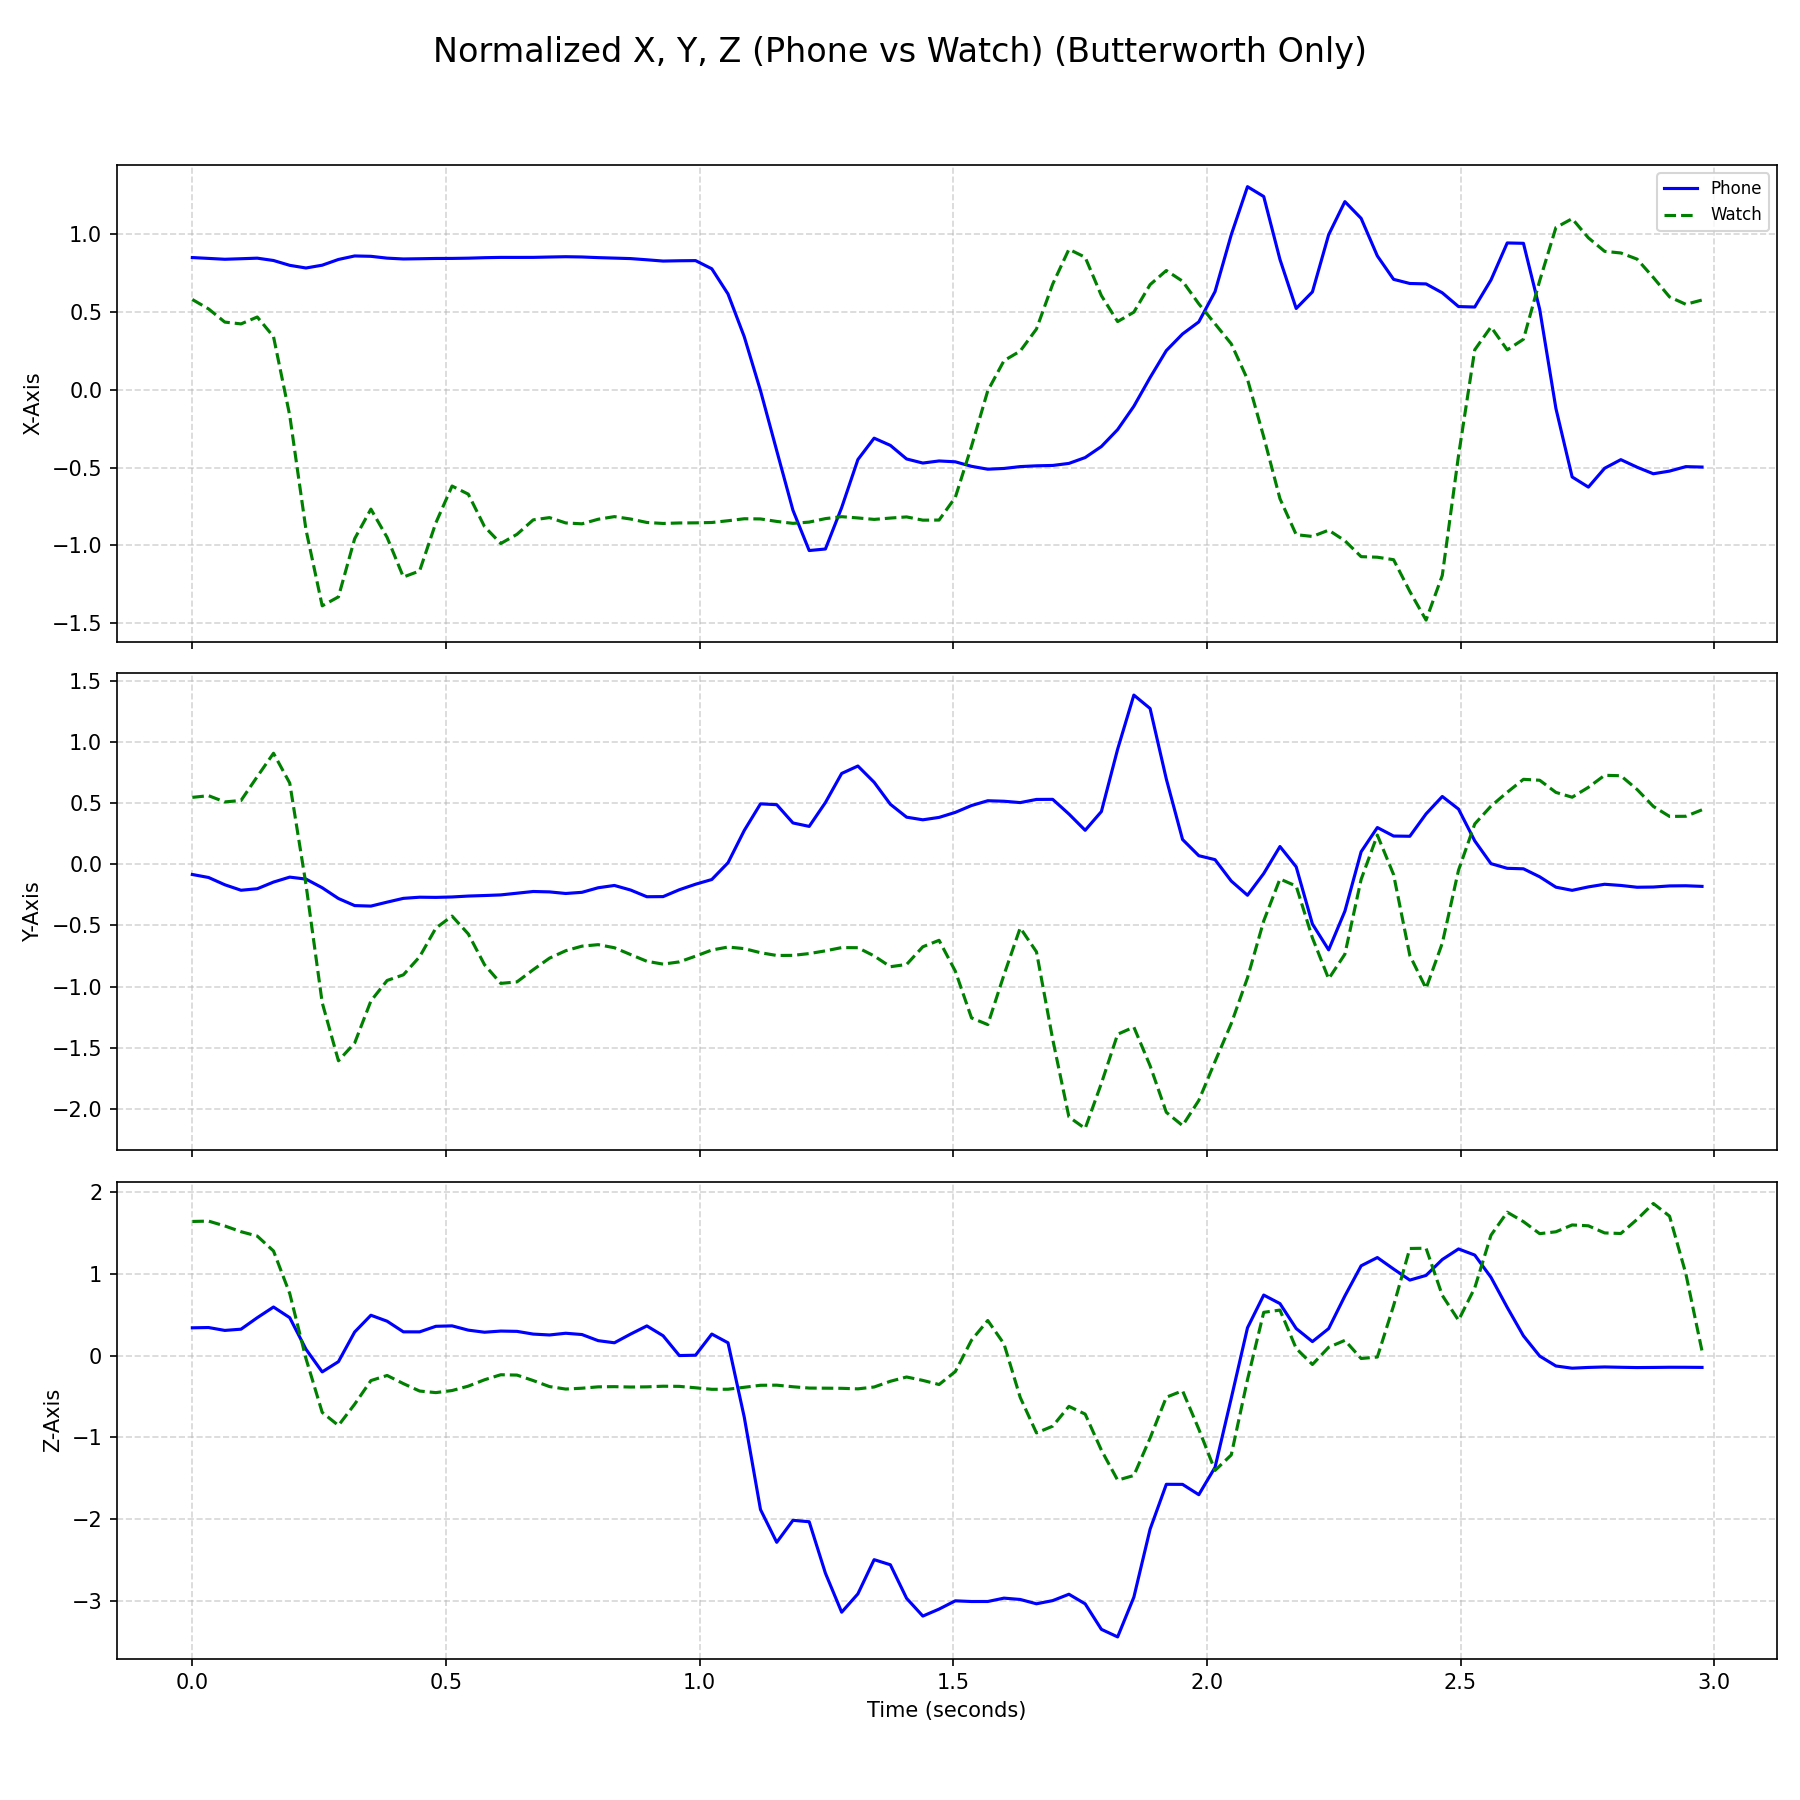 Normalized X, Y, Z (Phone vs Watch) (Butterworth Only)
Phone
Watch
1.0
0.5
0.0
−0.5
−1.0
−1.5
X-Axis
1.5
1.0
0.5
0.0
−0.5
−1.0
−1.5
−2.0
Y-Axis
2
1
0
−1
−2
−3
Z-Axis
0.0 0.5 1.0 1.5 2.0 2.5 3.0
Time (seconds)